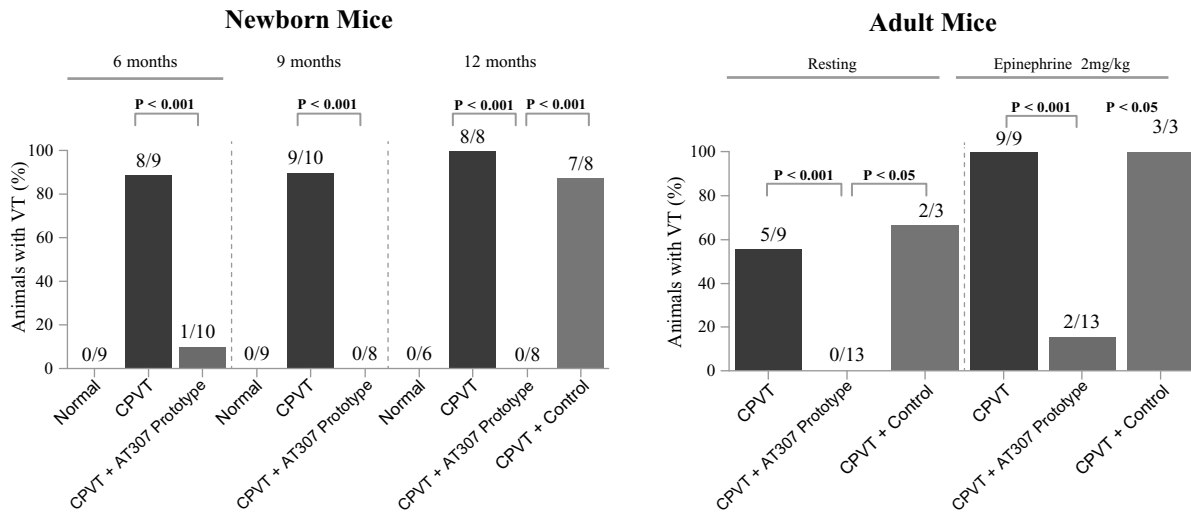 Newborn Mice
6 months
9 months
12 months
P < 0.001
P < 0.001
P < 0.001
P < 0.001
Animals with VT (%)
100
80
60
40
20
0
0/9
8/9
1/10
0/9
9/10
0/8
0/6
8/8
0/8
7/8
Normal
CPVT
CPVT + AT307 Prototype
Normal
CPVT
CPVT + AT307 Prototype
Normal
CPVT
CPVT + AT307 Prototype
CPVT + Control
Adult Mice
Resting
Epinephrine 2mg/kg
P < 0.001
P < 0.05
P < 0.001
P < 0.05
Animals with VT (%)
100
80
60
40
20
0
5/9
0/13
2/3
9/9
2/13
3/3
CPVT
CPVT + AT307 Prototype
CPVT + Control
CPVT
CPVT + AT307 Prototype
CPVT + Control